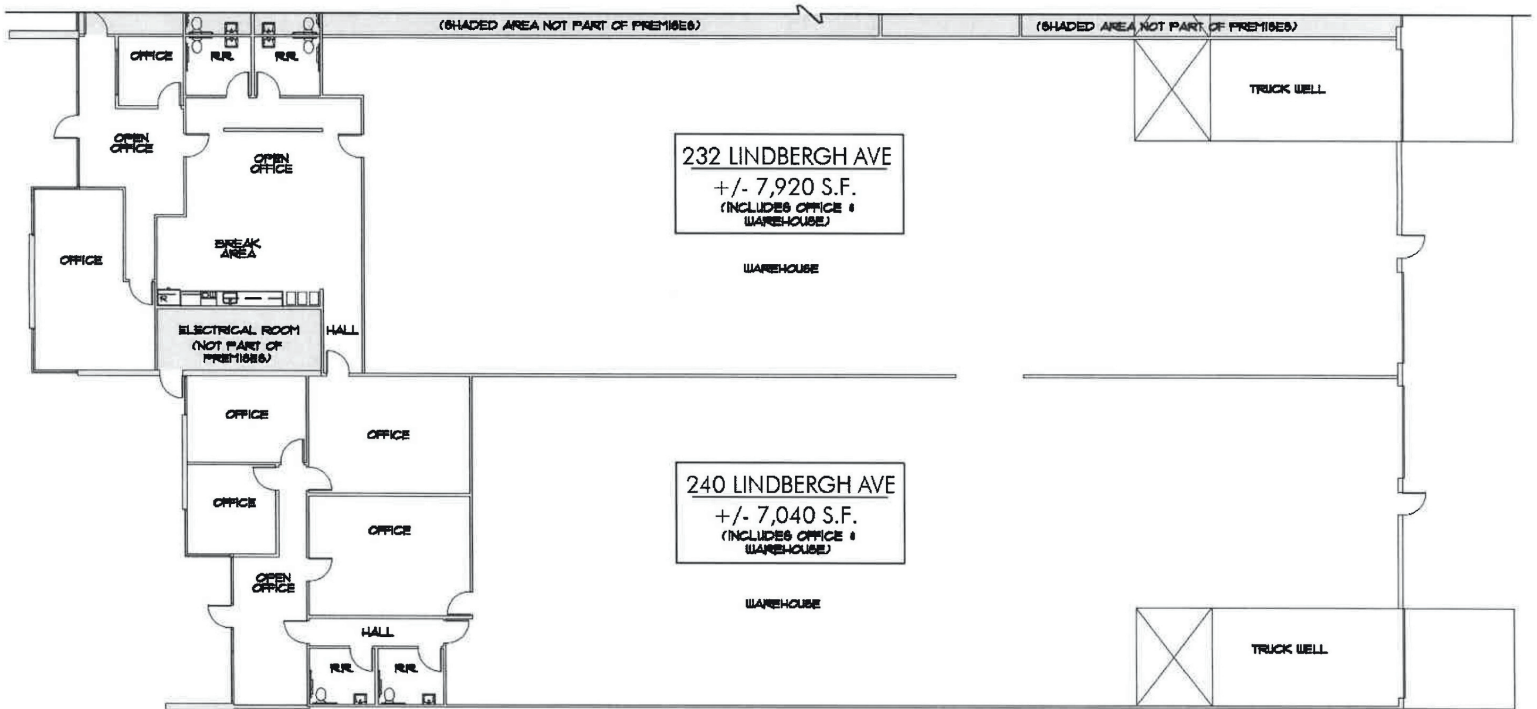 (SHADED AREA NOT PART OF PREMISES)
(SHADED AREA NOT PART OF PREMISES)
OFFICE
R.R.
R.R.
TRUCK WELL
OPEN
OFFICE
OPEN
OFFICE
232 LINDBERGH AVE
+/- 7,920 S.F.
(INCLUDES OFFICE &
WAREHOUSE)
OFFICE
BREAK
AREA
WAREHOUSE
R
ELECTRICAL ROOM
(NOT PART OF
PREMISES)
HALL
OFFICE
OFFICE
OFFICE
OFFICE
240 LINDBERGH AVE
+/- 7,040 S.F.
(INCLUDES OFFICE &
WAREHOUSE)
OPEN
OFFICE
WAREHOUSE
HALL
R.R.
R.R.
TRUCK WELL